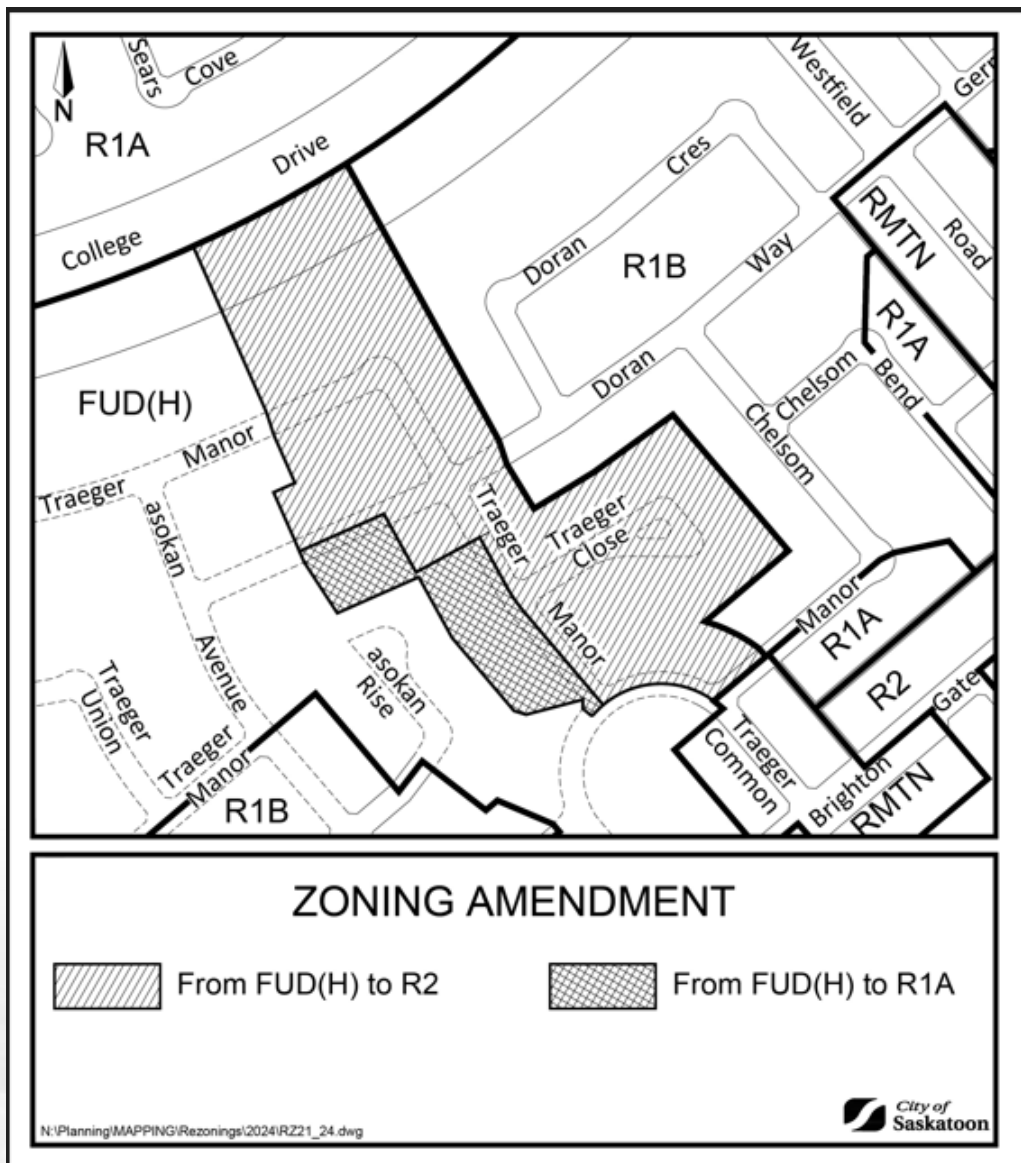 N
Sears
Cove
R1A
College
Drive
Westfield
Gerr
Road
RMTN
R1A
R1B
Doran
Cres
Doran
Way
Chelsom
Bend
Chelsom
FUD(H)
Traeger
Manor
asokan
Avenue
Traeger
Manor
Traeger
Close
asokan
Rise
Traeger
Union
Traeger
Manor
R1B
Manor
R1A
R2
Gate
Brighton
RMTN
Traeger
Common
ZONING AMENDMENT
From FUD(H) to R2
From FUD(H) to R1A
N:\Planning\MAPPING\Rezonings\2024\RZ21_24.dwg
City of
Saskatoon